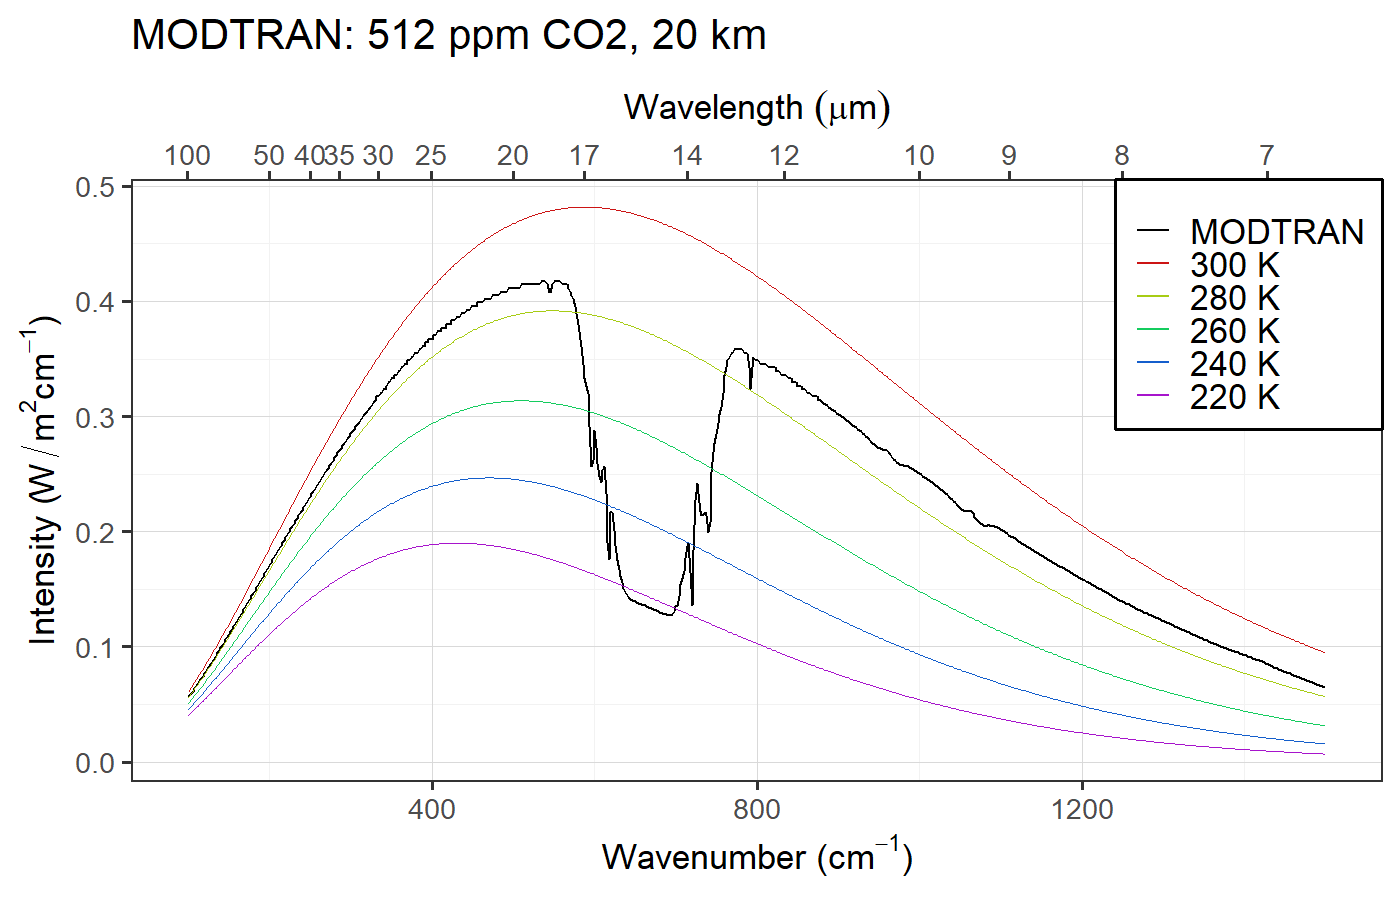 MODTRAN: 512 ppm CO2, 20 km
Wavelength (μm)
100 50 40 35 30 25 20 17 14 12 10 9 8 7
0.5
0.4
0.3
0.2
0.1
0.0
Intensity (W / m²cm⁻¹)
MODTRAN
300 K
280 K
260 K
240 K
220 K
400 800 1200
Wavenumber (cm⁻¹)